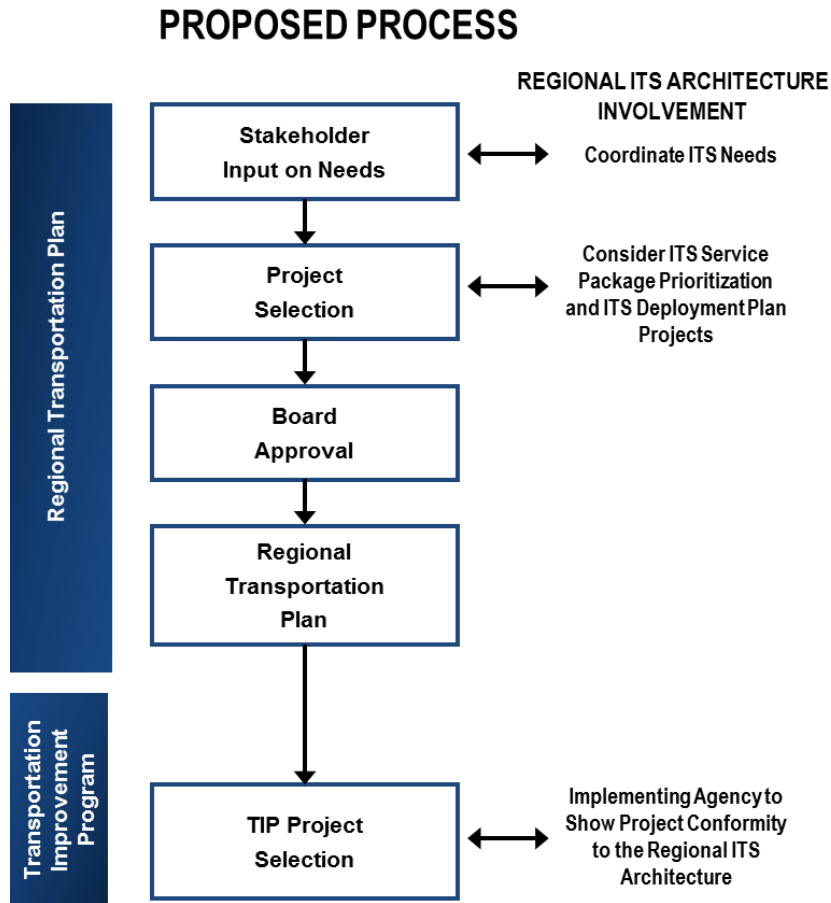 PROPOSED PROCESS
REGIONAL ITS ARCHITECTURE
INVOLVEMENT
Regional Transportation Plan
Stakeholder
Input on Needs
Coordinate ITS Needs
Project
Selection
Consider ITS Service
Package Prioritization
and ITS Deployment Plan
Projects
Board
Approval
Regional
Transportation
Plan
Transportation
Improvement
Program
TIP Project
Selection
Implementing Agency to
Show Project Conformity
to the Regional ITS
Architecture